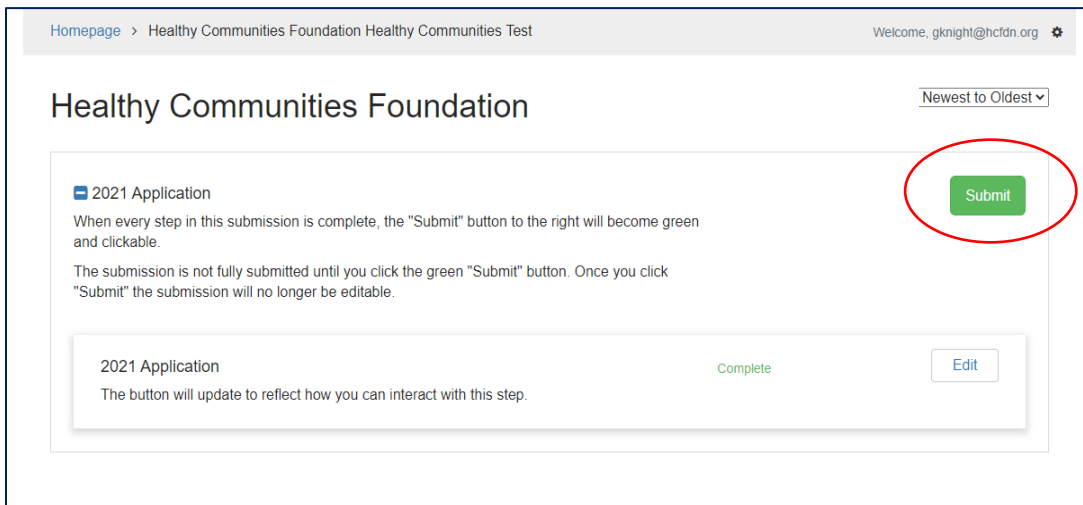 Homepage > Healthy Communities Foundation Healthy Communities Test
Welcome, gknight@hcfdn.org
Healthy Communities Foundation
Newest to Oldest
2021 Application
Submit
When every step in this submission is complete, the "Submit" button to the right will become green
and clickable.
The submission is not fully submitted until you click the green "Submit" button. Once you click
"Submit" the submission will no longer be editable.
2021 Application
Complete
Edit
The button will update to reflect how you can interact with this step.